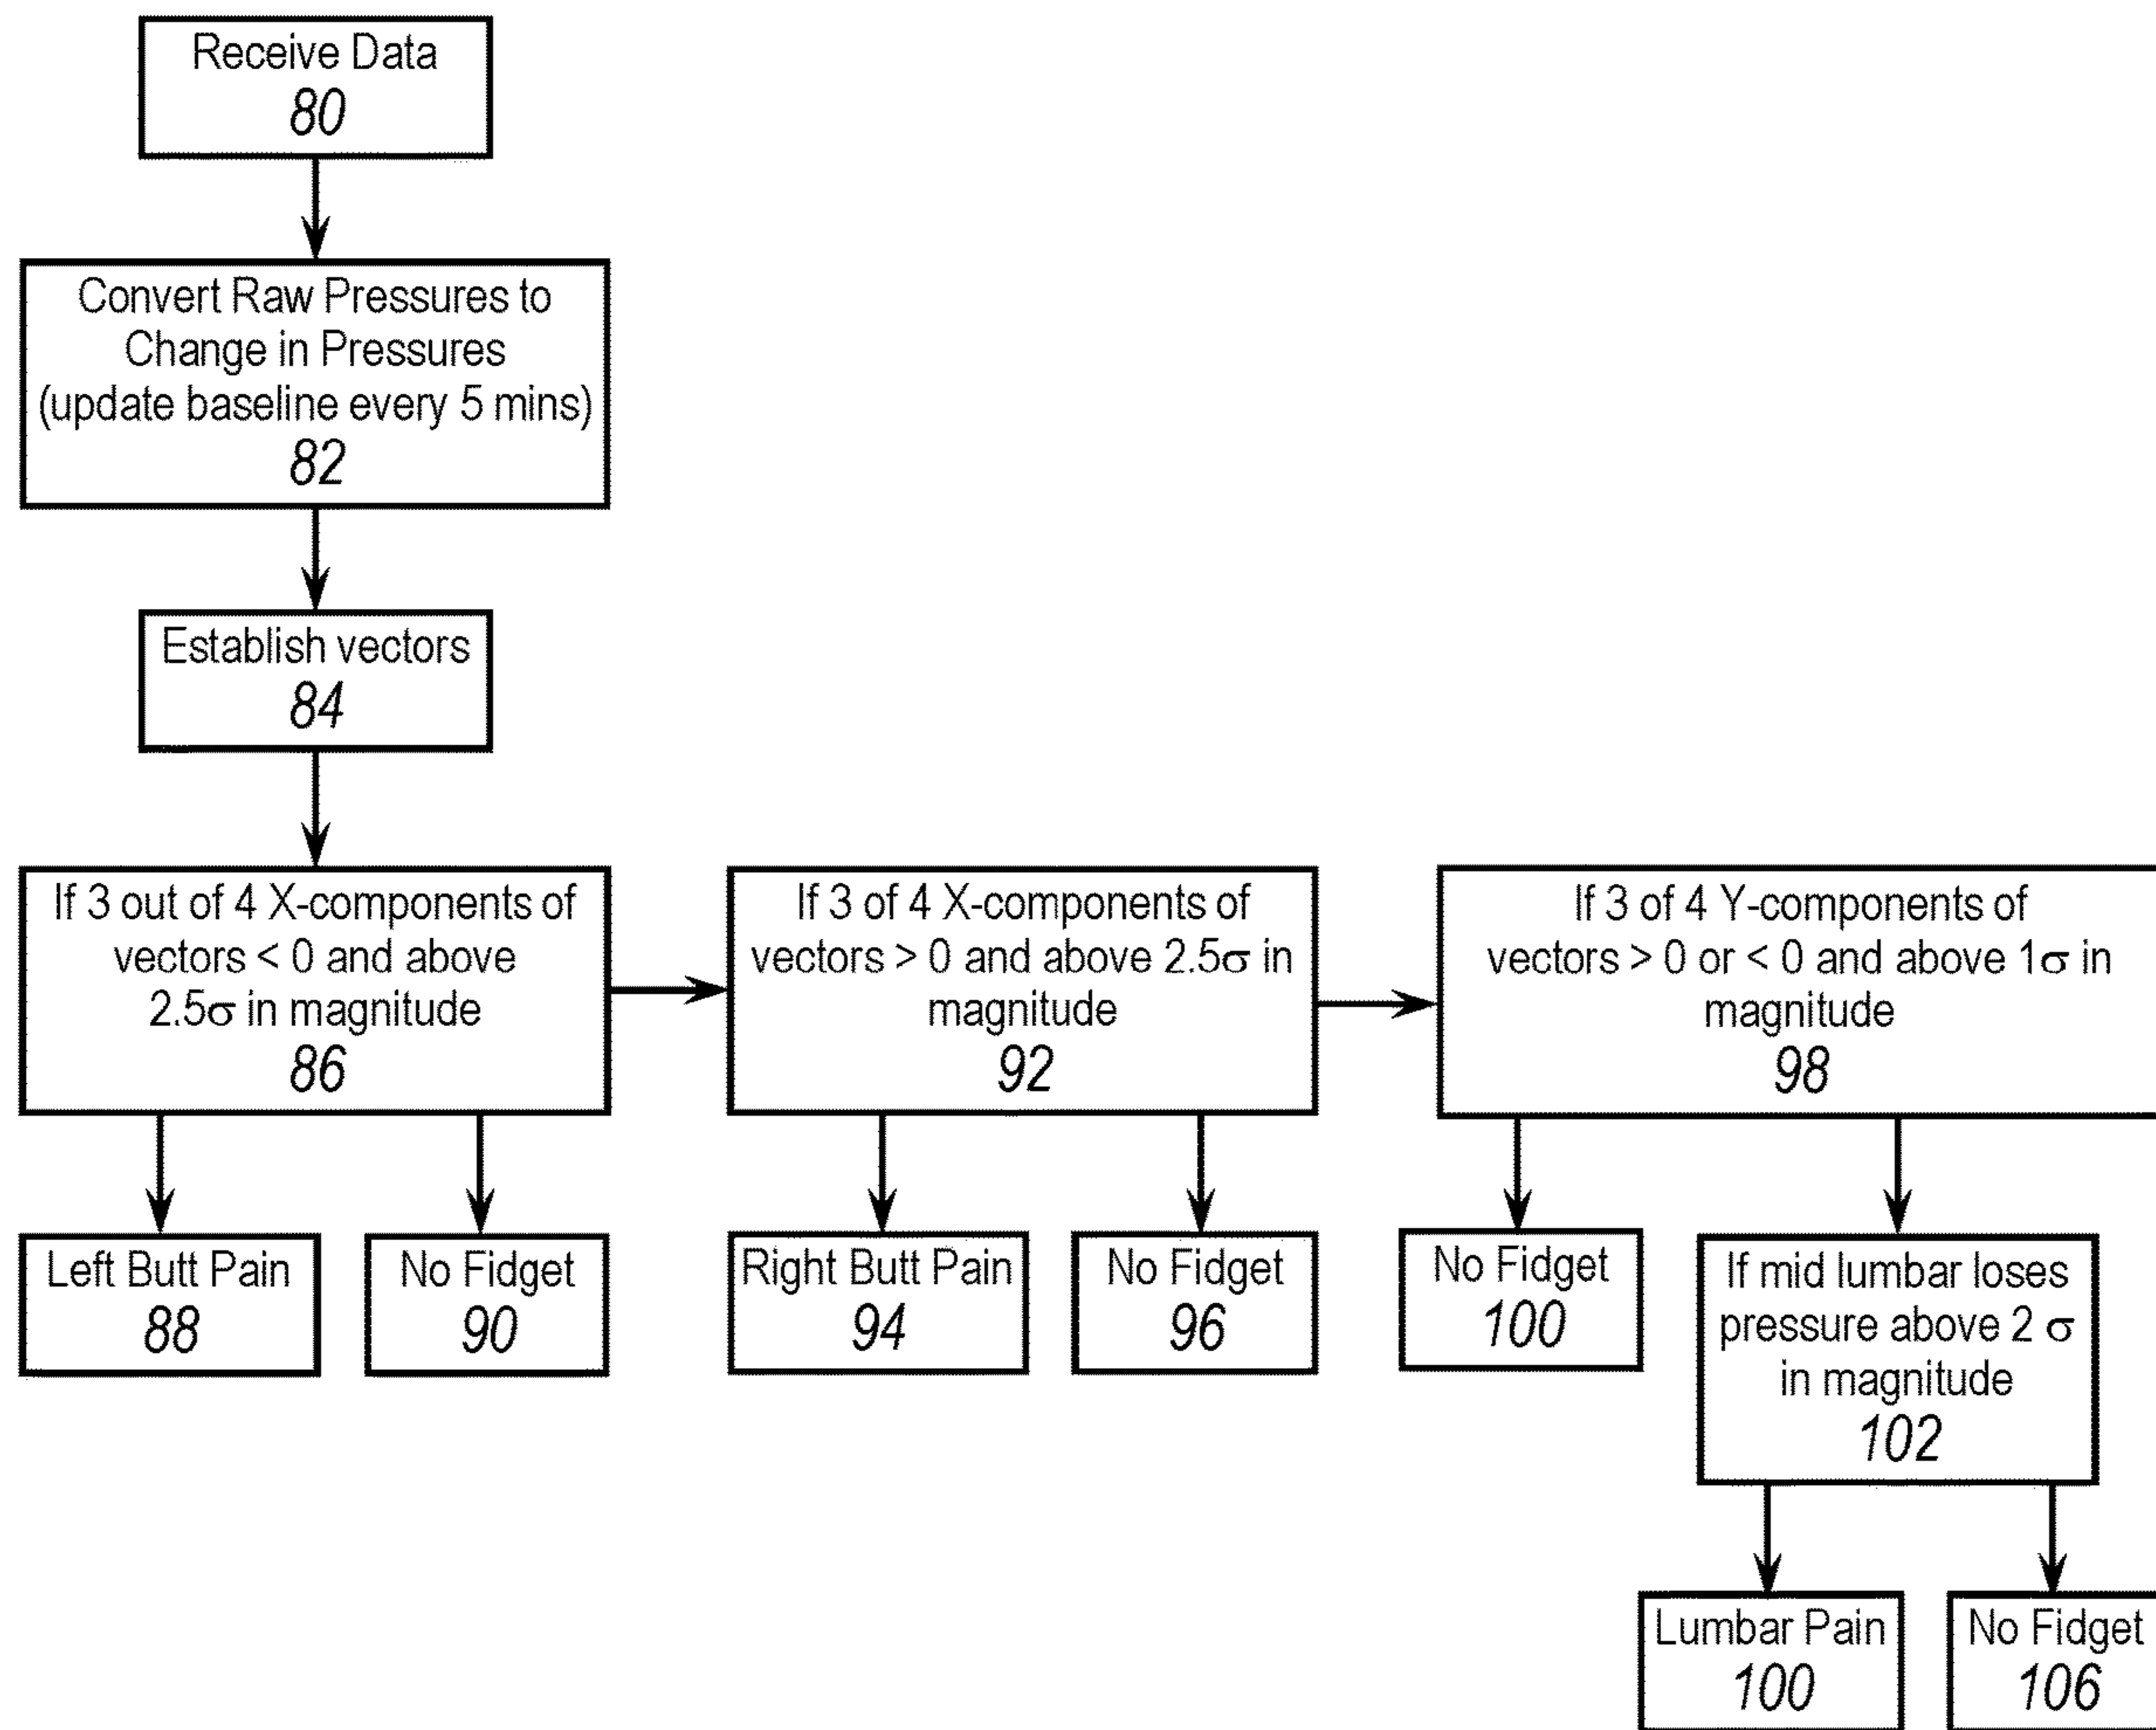 Receive Data
80
Convert Raw Pressures to
Change in Pressures
(update baseline every 5 mins)
82
Establish vectors
84
If 3 out of 4 X-components of
vectors < 0 and above
2.5σ in magnitude
86
If 3 of 4 X-components of
vectors > 0 and above 2.5σ in
magnitude
92
If 3 of 4 Y-components of
vectors > 0 or < 0 and above 1σ in
magnitude
98
Left Butt Pain
88
No Fidget
90
Right Butt Pain
94
No Fidget
96
No Fidget
100
If mid lumbar loses
pressure above 2 σ
in magnitude
102
Lumbar Pain
100
No Fidget
106